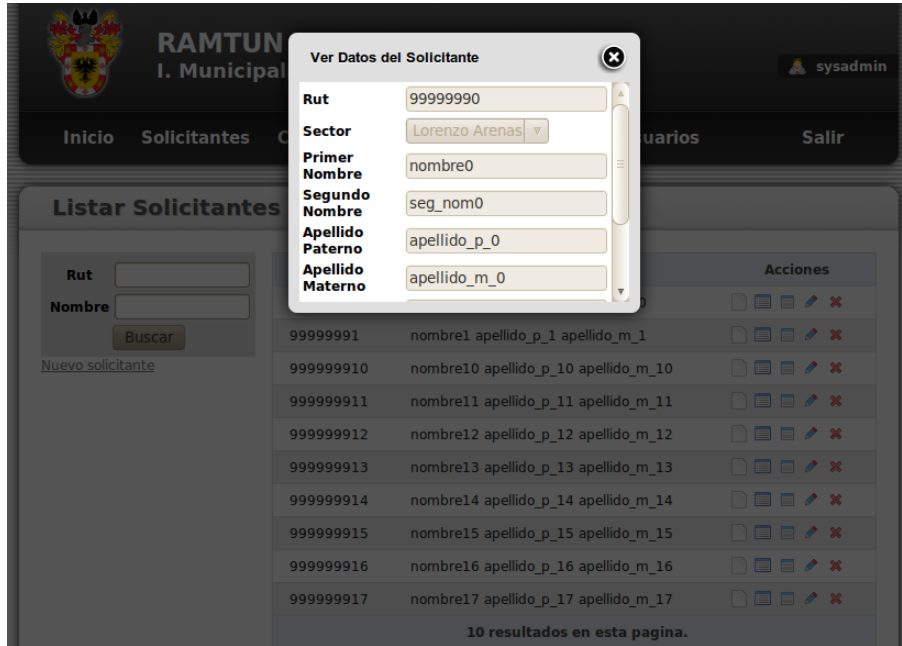 RAMTUN
I. Municipal
sysadmin
Inicio Solicitantes C uarios Salir
Ver Datos del Solicitante
Rut 99999990
Sector Lorenzo Arenas
Primer
Nombre nombre0
Segundo
Nombre seg_nom0
Apellido
Paterno apellido_p_0
Apellido
Materno apellido_m_0
Listar Solicitantes
Rut
Nombre
Buscar
Nuevo solicitante
Acciones
99999991 nombre1 apellido_p_1 apellido_m_1
999999910 nombre10 apellido_p_10 apellido_m_10
999999911 nombre11 apellido_p_11 apellido_m_11
999999912 nombre12 apellido_p_12 apellido_m_12
999999913 nombre13 apellido_p_13 apellido_m_13
999999914 nombre14 apellido_p_14 apellido_m_14
999999915 nombre15 apellido_p_15 apellido_m_15
999999916 nombre16 apellido_p_16 apellido_m_16
999999917 nombre17 apellido_p_17 apellido_m_17
10 resultados en esta pagina.